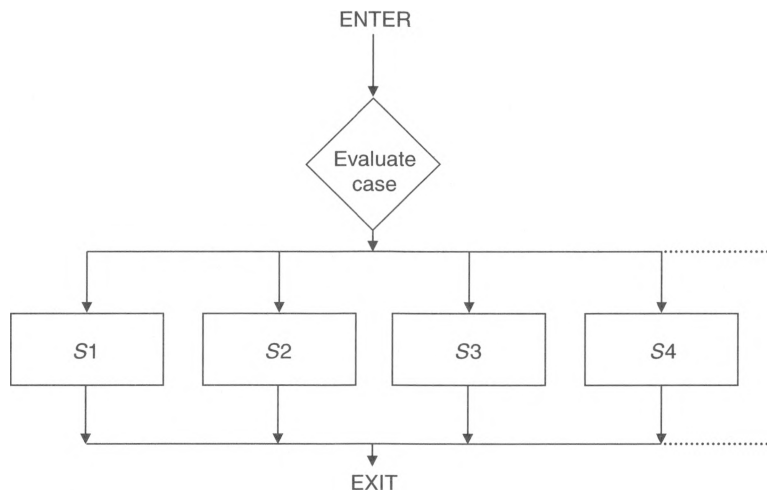 ENTER
Evaluate
case
S1
S2
S3
S4
EXIT